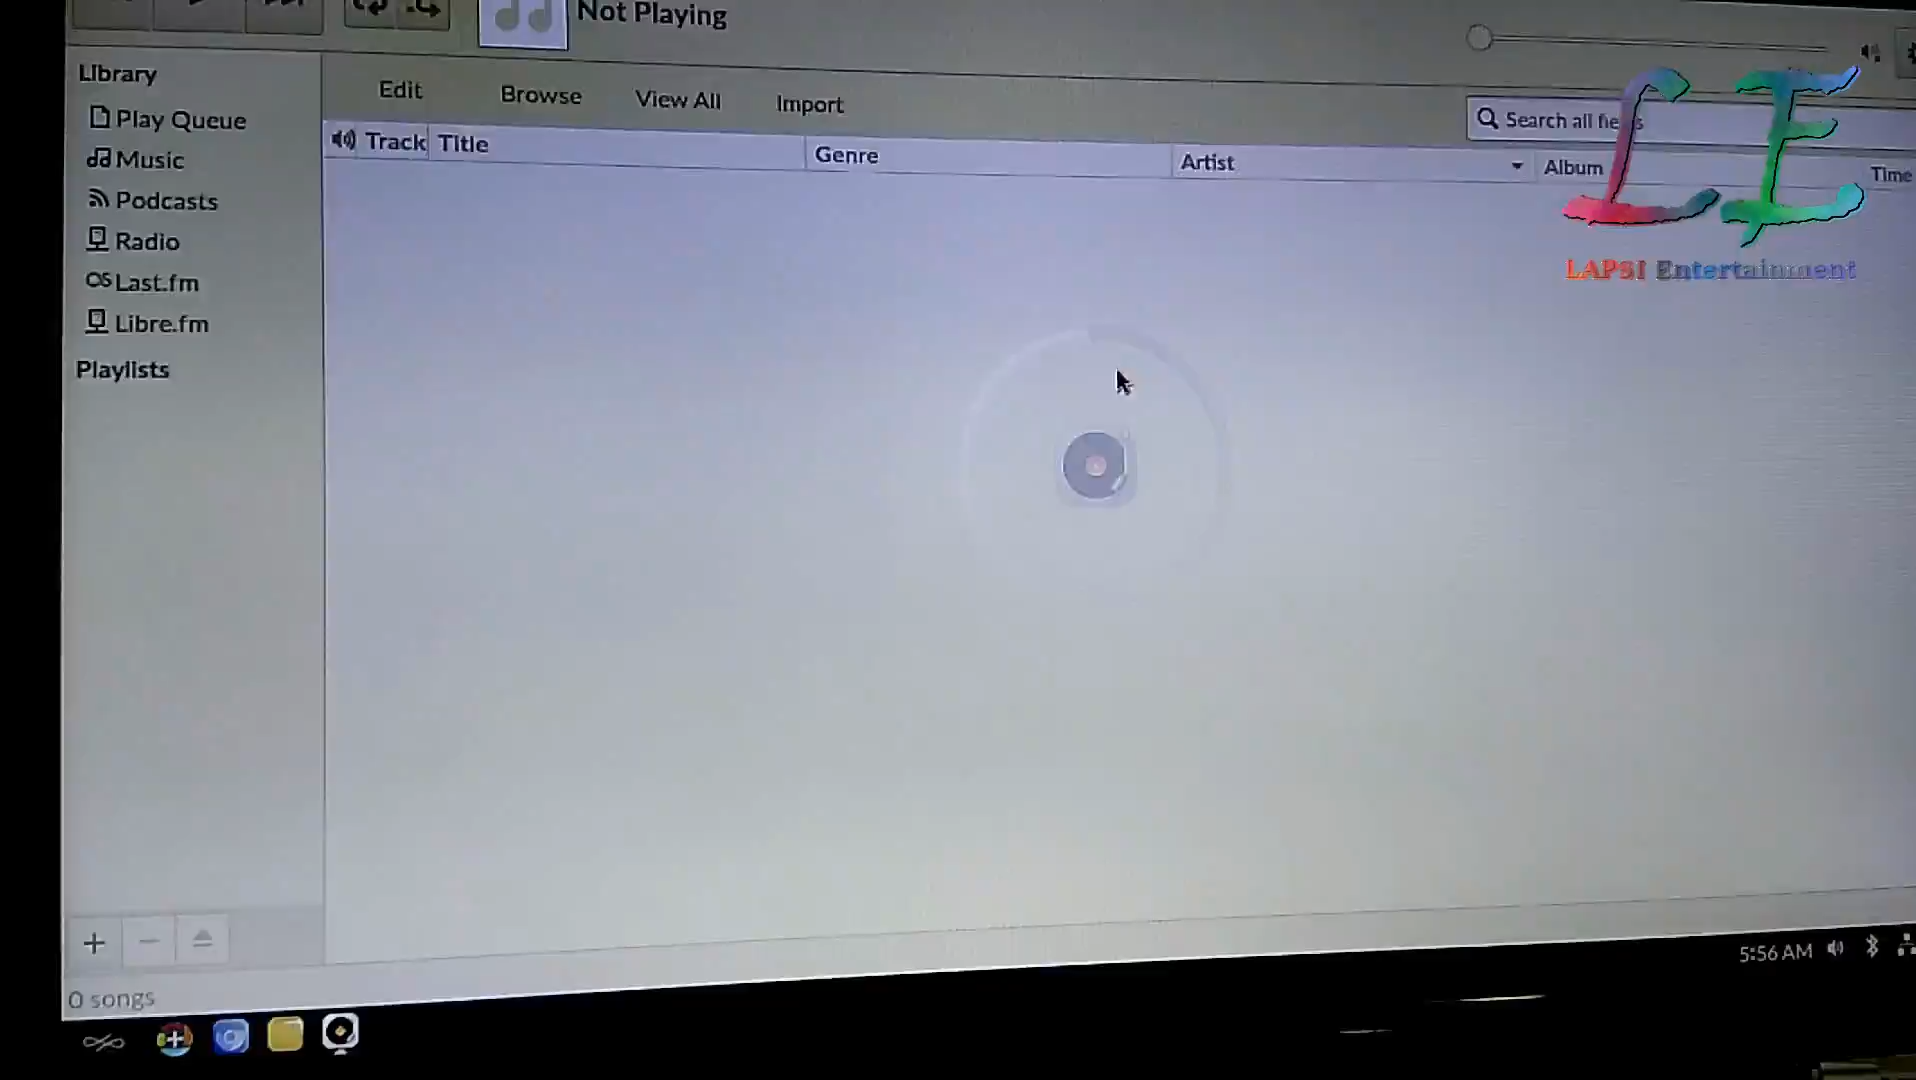 Not Playing
Library
Play Queue
Music
Podcasts
Radio
Last.fm
Libre.fm
Playlists
Edit
Browse
View All
Import
Search all fie s
Track
Title
Genre
Artist
Album
Time
LE
LAPSI Entertainment
0 songs
5:56 AM